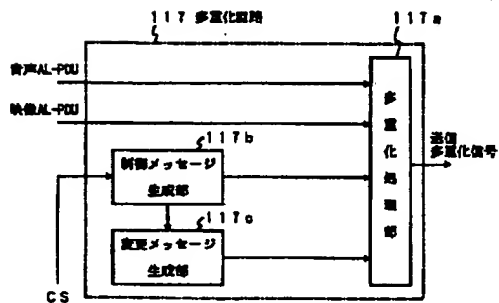 117 多重化回路
117a
音声AL-PDU
映像AL-PDU
多重化処理部
送信
多重化信号
117b
制御メッセージ
生成部
117c
変更メッセージ
生成部
CS